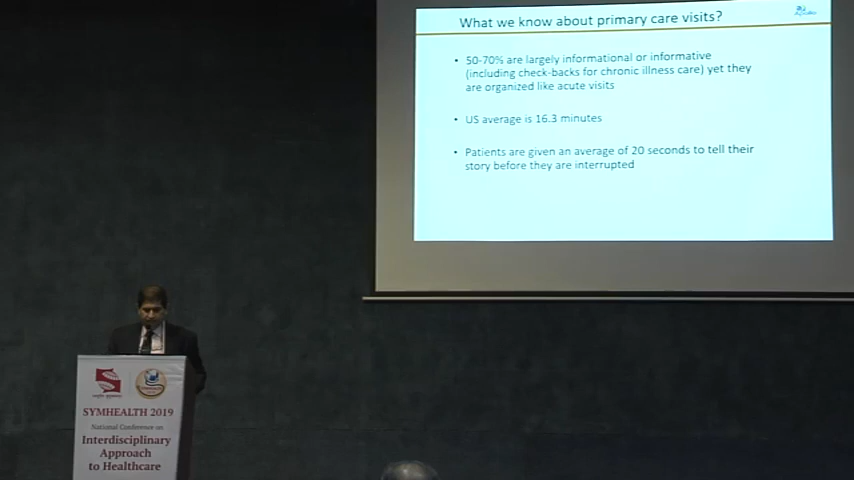 What we know about primary care visits?
• 50-70% are largely informational or informative
(including check-backs for chronic illness care) yet they
are organized like acute visits
• US average is 16.3 minutes
• Patients are given an average of 20 seconds to tell their
story before they are interrupted
SYMHEALTH 2019
National Conference on
Interdisciplinary
Approach
to Healthcare